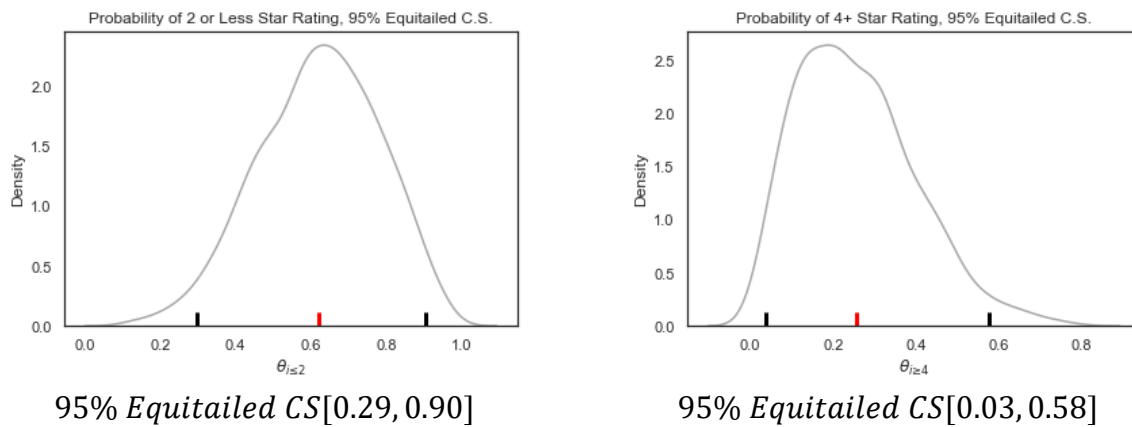 Probability of 2 or Less Star Rating, 95% Equitailed C.S.
Density
2.0
1.5
1.0
0.5
0.0
0.0 0.2 0.4 0.6 0.8 1.0
θi≤2
95% Equitailed CS[0.29, 0.90]
Probability of 4+ Star Rating, 95% Equitailed C.S.
Density
2.5
2.0
1.5
1.0
0.5
0.0
0.0 0.2 0.4 0.6 0.8
θi≥4
95% Equitailed CS[0.03, 0.58]